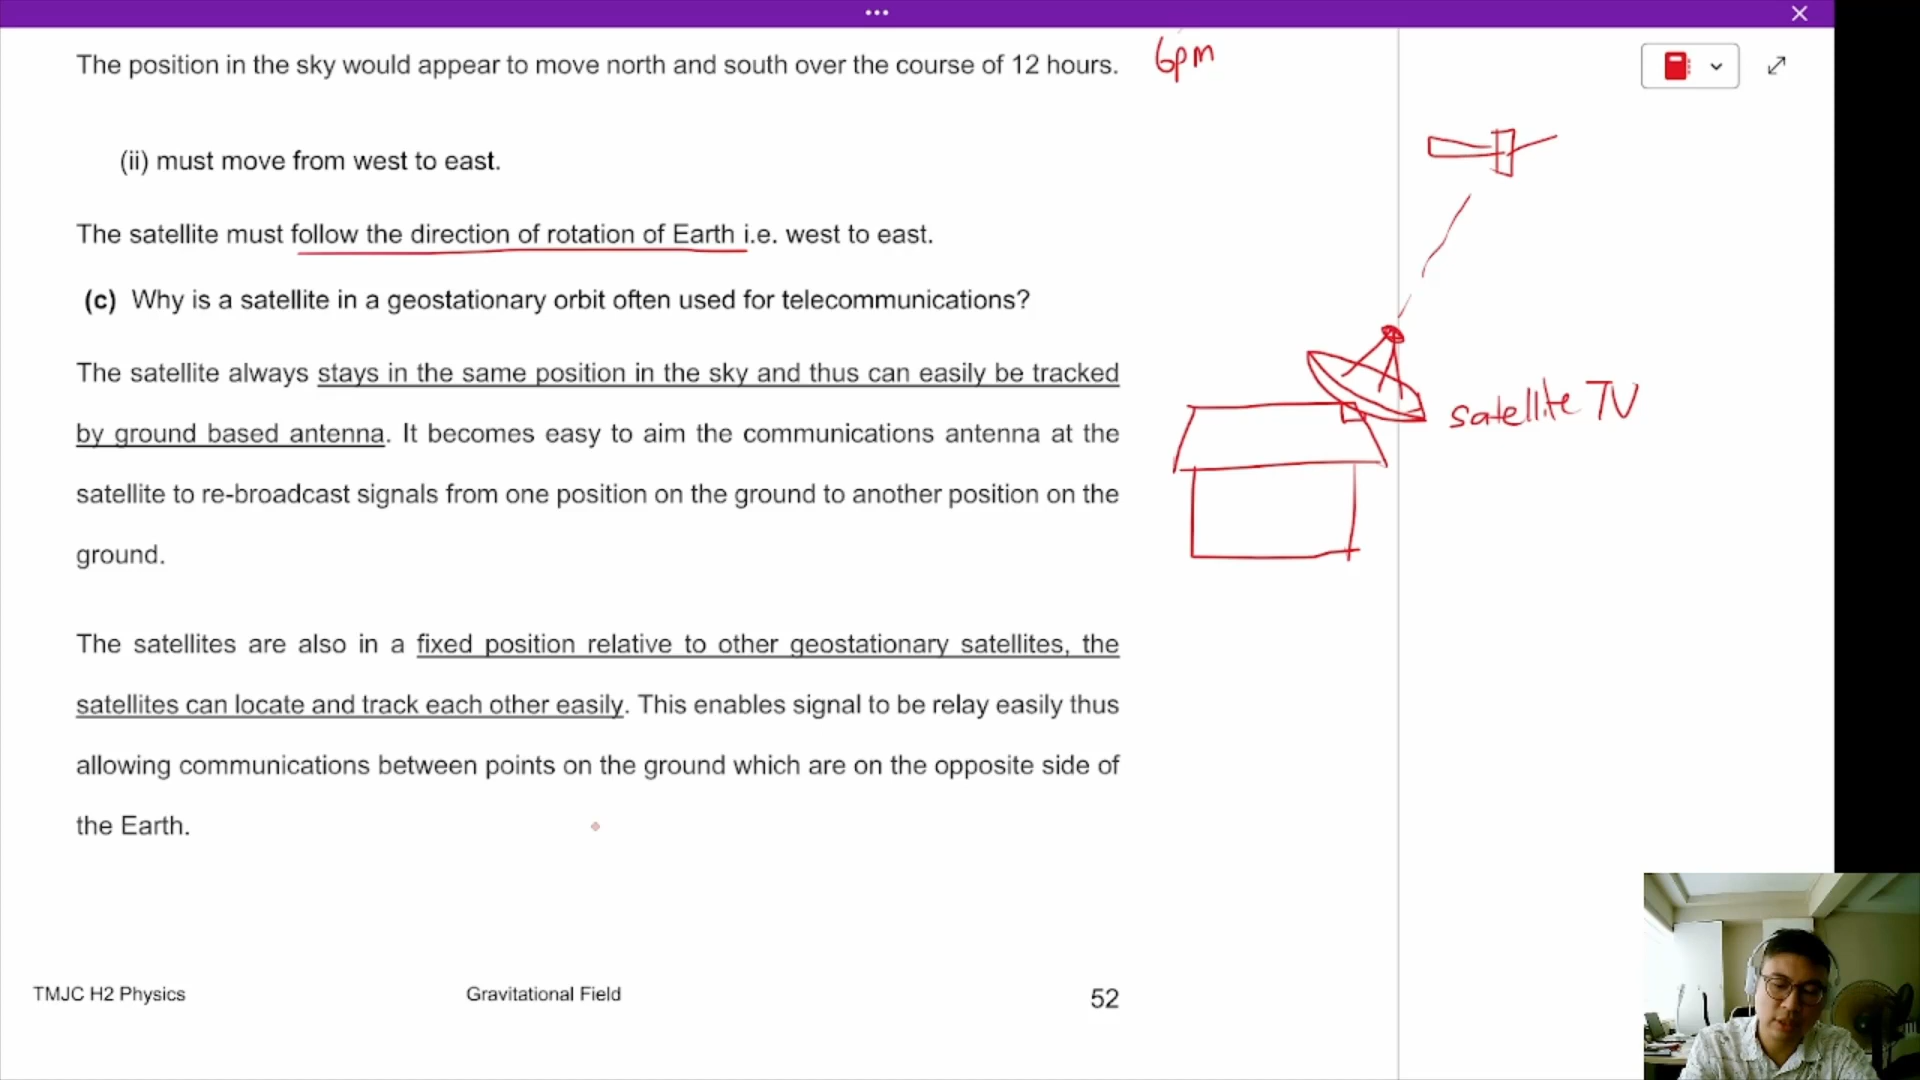 The position in the sky would appear to move north and south over the course of 12 hours.
6pm
(ii) must move from west to east.
The satellite must follow the direction of rotation of Earth i.e. west to east.
(c) Why is a satellite in a geostationary orbit often used for telecommunications?
The satellite always stays in the same position in the sky and thus can easily be tracked
by ground based antenna. It becomes easy to aim the communications antenna at the
satellite TV
satellite to re-broadcast signals from one position on the ground to another position on the
ground.
The satellites are also in a fixed position relative to other geostationary satellites, the
satellites can locate and track each other easily. This enables signal to be relay easily thus
allowing communications between points on the ground which are on the opposite side of
the Earth.
TMJC H2 Physics
Gravitational Field
52